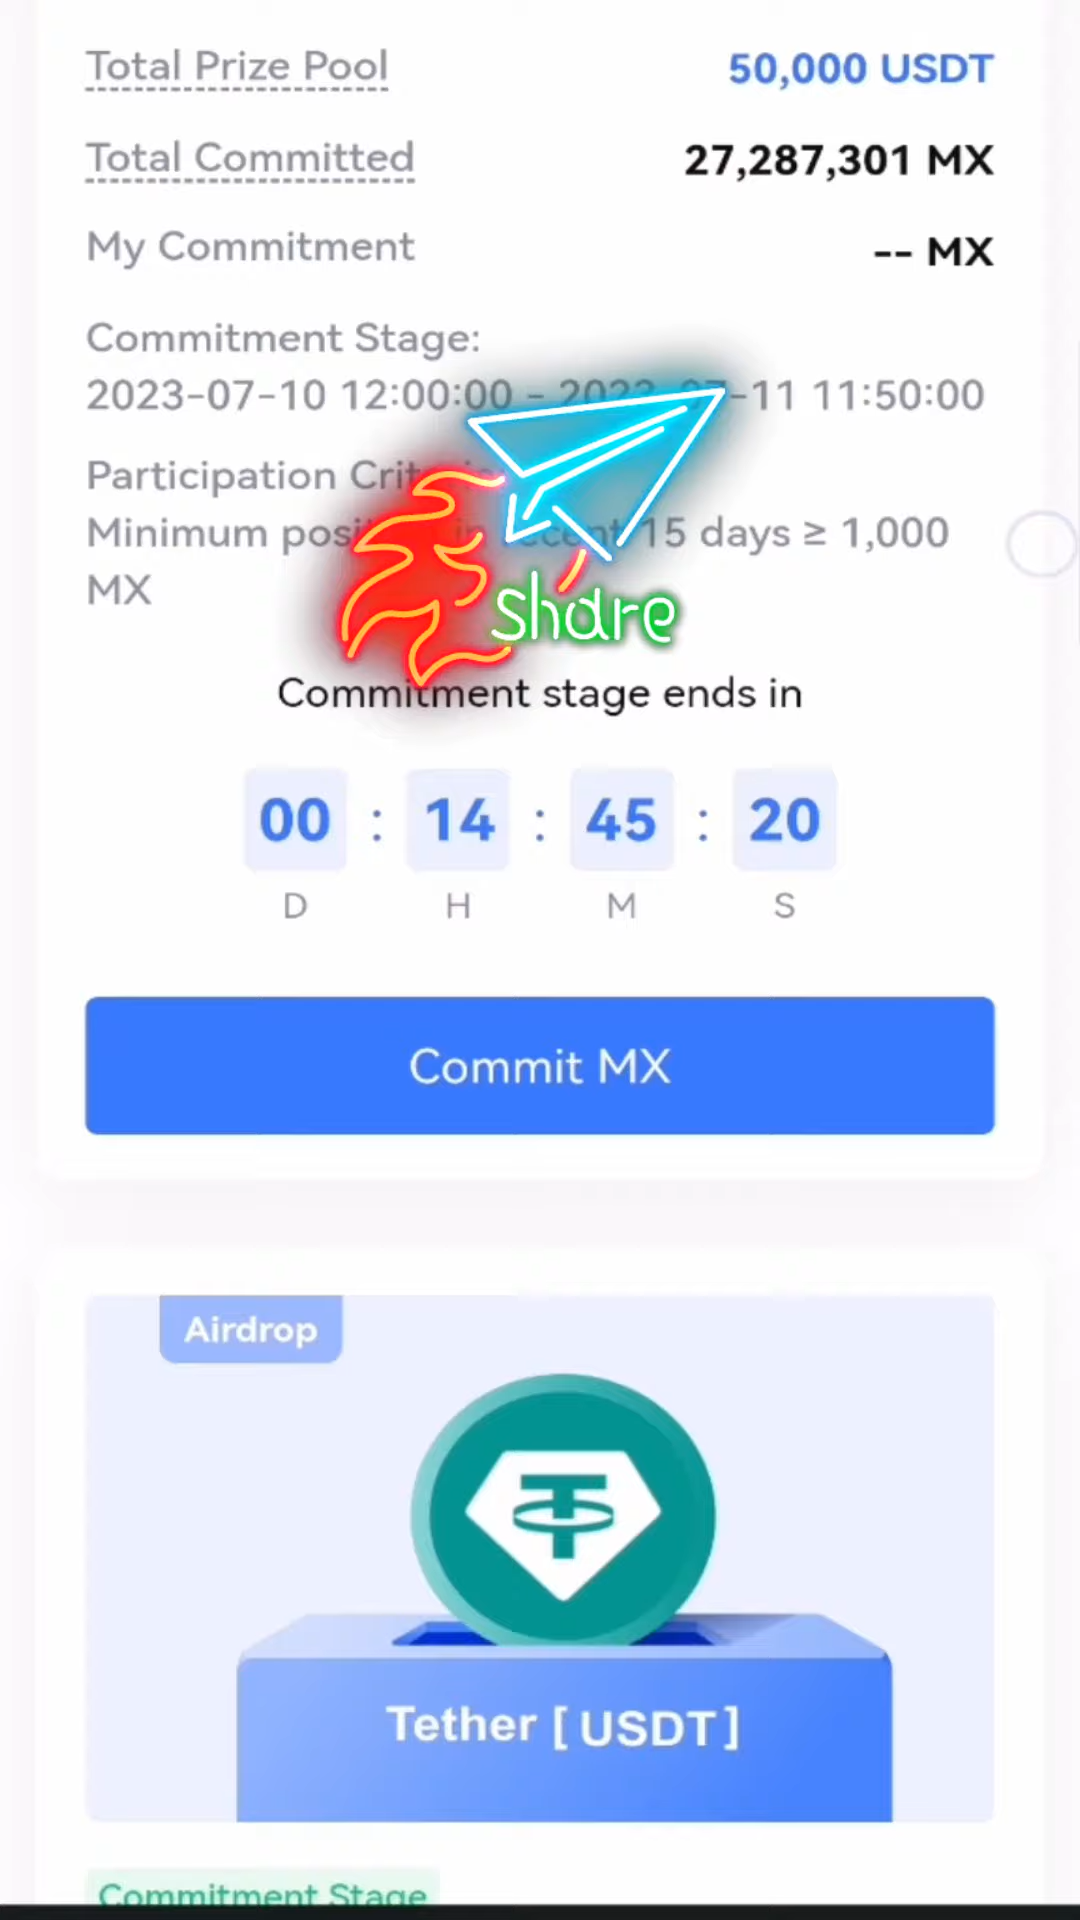 Total Prize Pool 50,000 USDT
Total Committed 27,287,301 MX
My Commitment -- MX
Commitment Stage:
2023-07-10 12:00:00 - 2023-07-11 11:50:00
Participation
Minimum 15 days ≥ 1,000
MX
share
Commitment stage ends in
00 : 14 : 45 : 20
D H M S
Commit MX
Airdrop
Tether [ USDT ]
Commitment Stage